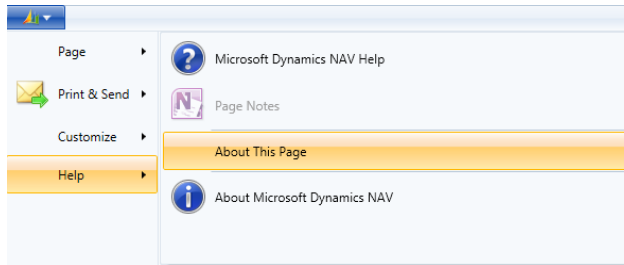 Page
Print & Send
Customize
Help
Microsoft Dynamics NAV Help
Page Notes
About This Page
About Microsoft Dynamics NAV